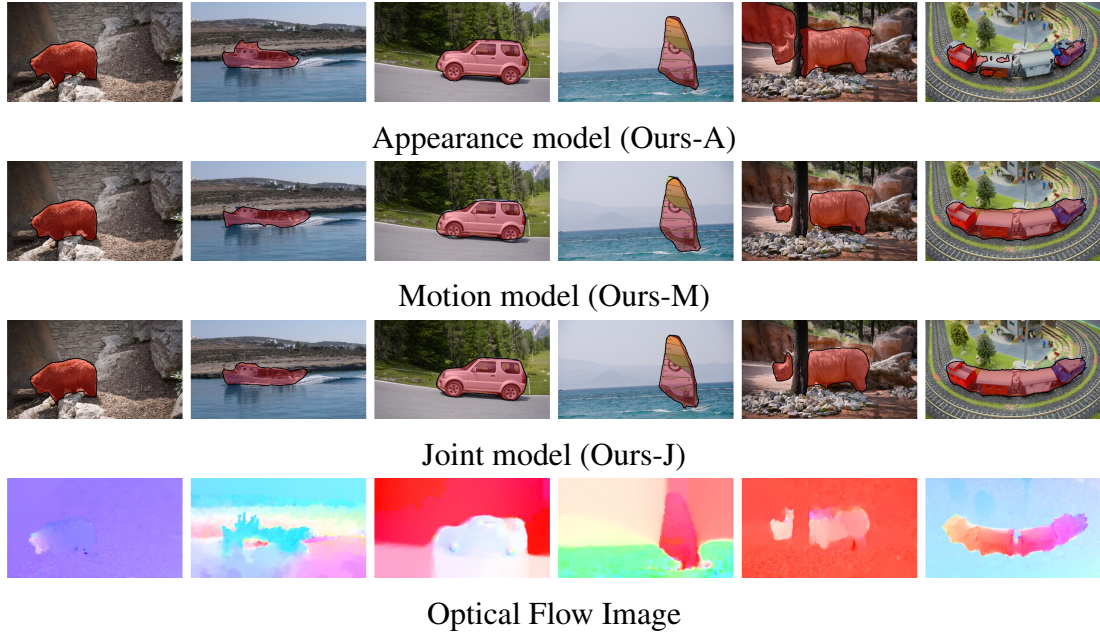 Appearance model (Ours-A)
Motion model (Ours-M)
Joint model (Ours-J)
Optical Flow Image